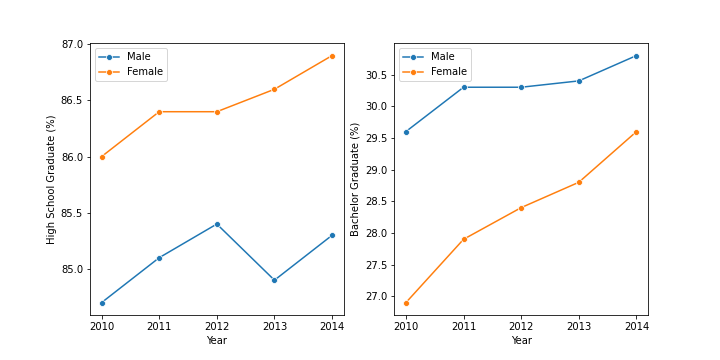 High School Graduate (%)
87.0
86.5
86.0
85.5
85.0
Male
Female
2010 2011 2012 2013 2014
Year
Bachelor Graduate (%)
30.5
30.0
29.5
29.0
28.5
28.0
27.5
27.0
Male
Female
2010 2011 2012 2013 2014
Year